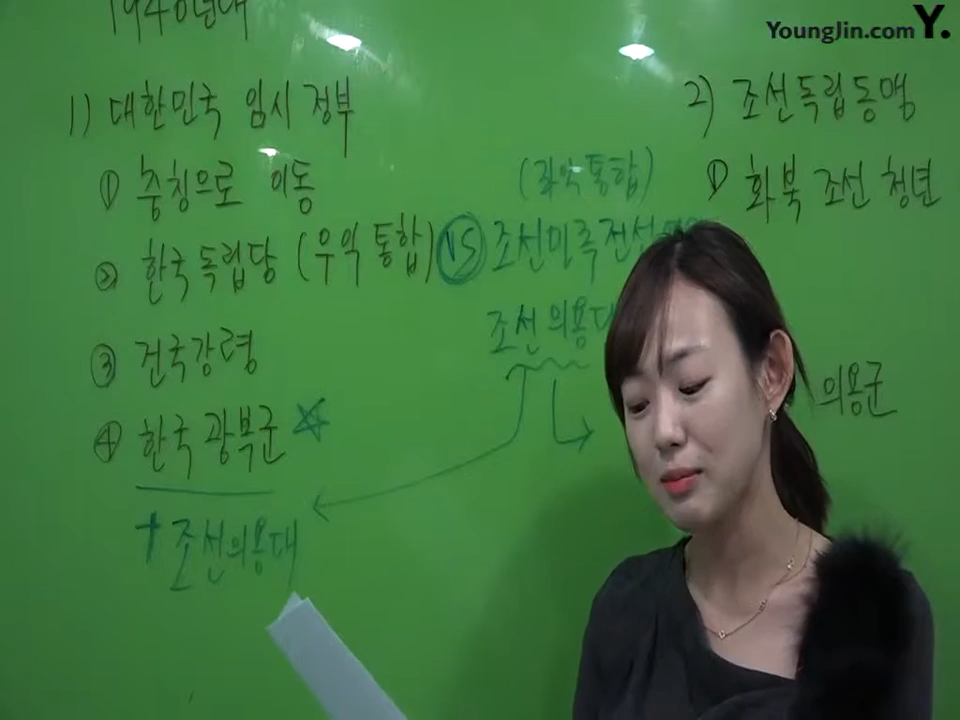 YoungJin.com Y.
1940년대
1) 대한민국 임시 정부
① 충칭으로 이동
② 한국독립당 (우익 통합)
③ 건국강령
④ 한국 광복군
+ 조선의용대
(좌익 통합)
VS 조선민족전선
조선 의용대
2) 조선독립동맹
① 화북 조선 청년
의용군